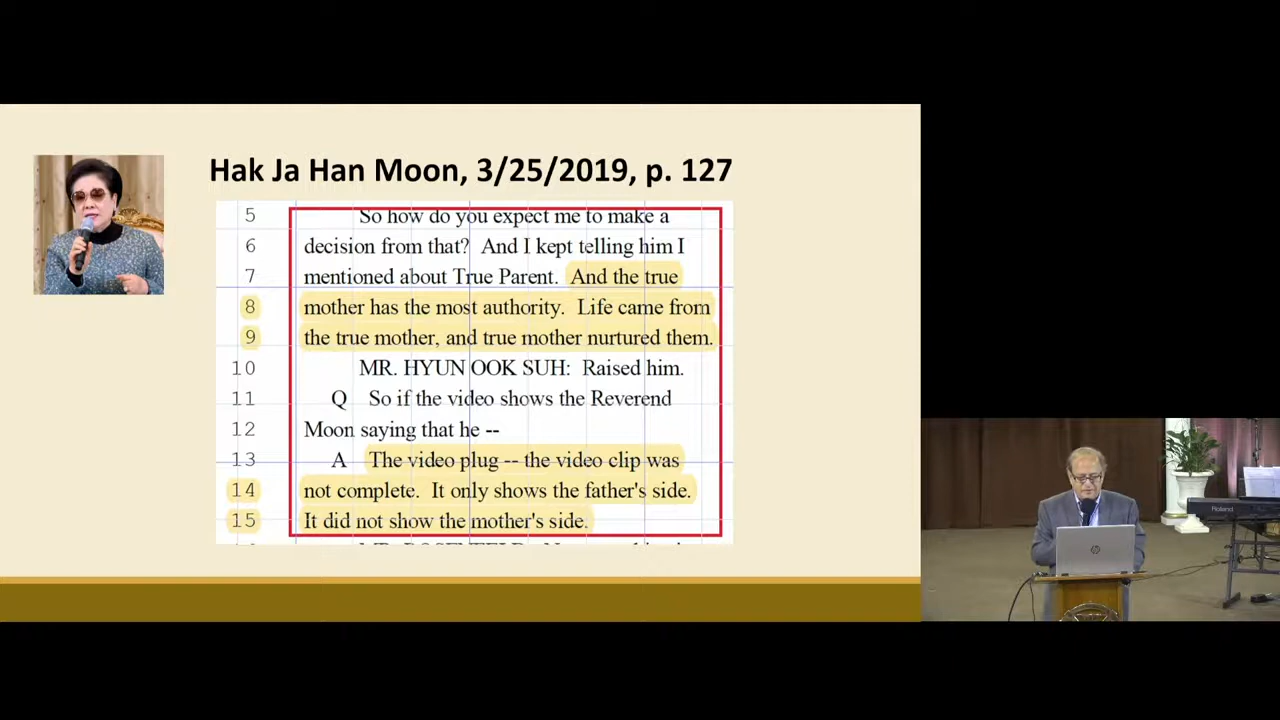 Hak Ja Han Moon, 3/25/2019, p. 127
5 So how do you expect me to make a
6 decision from that? And I kept telling him I
7 mentioned about True Parent. And the true
8 mother has the most authority. Life came from
9 the true mother, and true mother nurtured them.
10 MR. HYUN OOK SUH: Raised him.
11 Q So if the video shows the Reverend
12 Moon saying that he --
13 A The video plug -- the video clip was
14 not complete. It only shows the father's side.
15 It did not show the mother's side.
Roland
hp